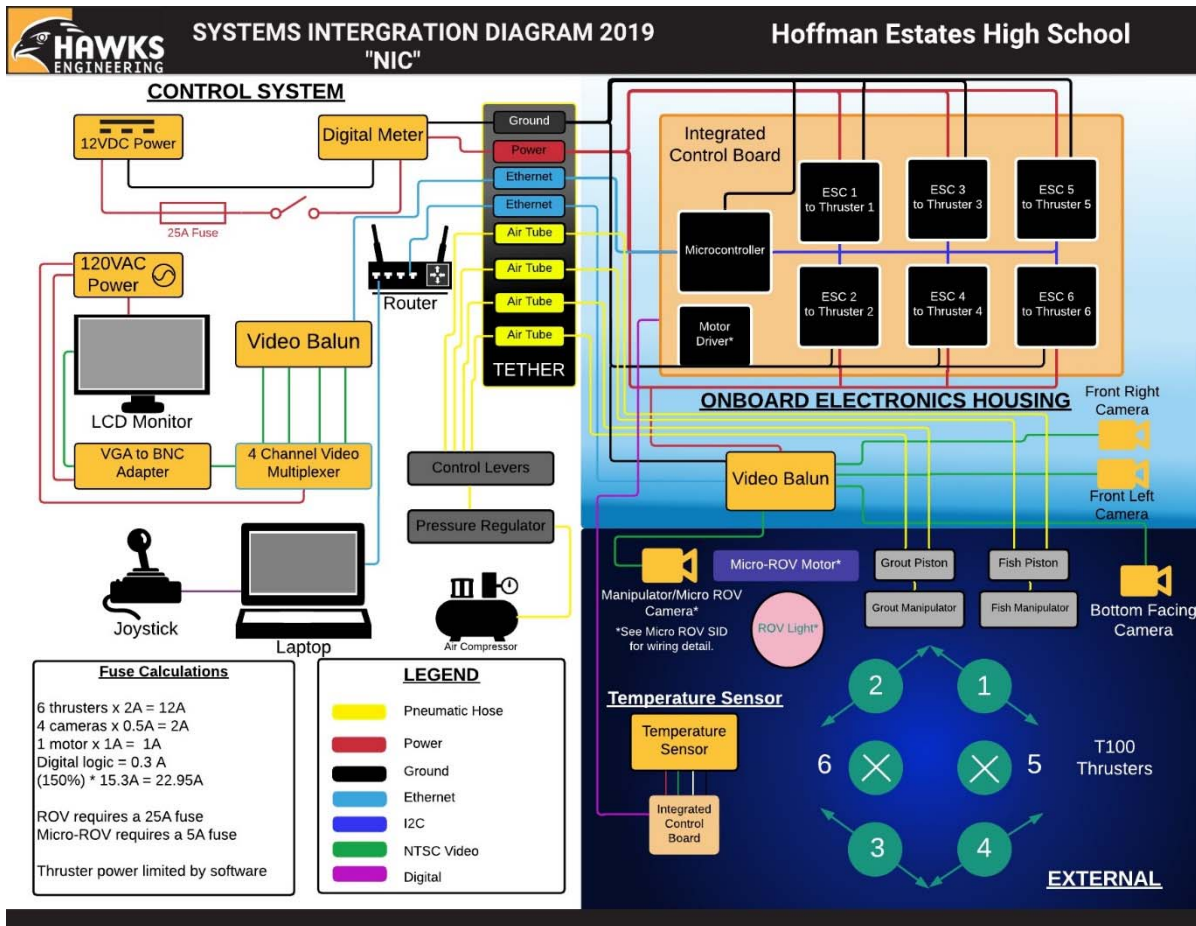 HAWKS
ENGINEERING
SYSTEMS INTERGRATION DIAGRAM 2019
"NIC"
Hoffman Estates High School
CONTROL SYSTEM
12VDC Power
Digital Meter
25A Fuse
120VAC
Power
LCD Monitor
Video Balun
Router
VGA to BNC
Adapter
4 Channel Video
Multiplexer
Joystick
Laptop
Control Levers
Pressure Regulator
Air Compressor
Ground
Power
Ethernet
Ethernet
Air Tube
Air Tube
Air Tube
Air Tube
TETHER
Integrated
Control Board
ESC 1
to Thruster 1
ESC 3
to Thruster 3
ESC 5
to Thruster 5
Microcontroller
ESC 2
to Thruster 2
ESC 4
to Thruster 4
ESC 6
to Thruster 6
Motor
Driver*
ONBOARD ELECTRONICS HOUSING
Front Right
Camera
Video Balun
Front Left
Camera
Manipulator/Micro ROV
Camera*
*See Micro ROV SID
for wiring detail.
Micro-ROV Motor*
ROV Light*
Grout Piston
Fish Piston
Grout Manipulator
Fish Manipulator
Bottom Facing
Camera
Temperature Sensor
Temperature
Sensor
Integrated
Control
Board
2
1
6
5
T100
Thrusters
3
4
EXTERNAL
Fuse Calculations
6 thrusters x 2A = 12A
4 cameras x 0.5A = 2A
1 motor x 1A = 1A
Digital logic = 0.3 A
(150%) * 15.3A = 22.95A
ROV requires a 25A fuse
Micro-ROV requires a 5A fuse
Thruster power limited by software
LEGEND
Pneumatic Hose
Power
Ground
Ethernet
I2C
NTSC Video
Digital